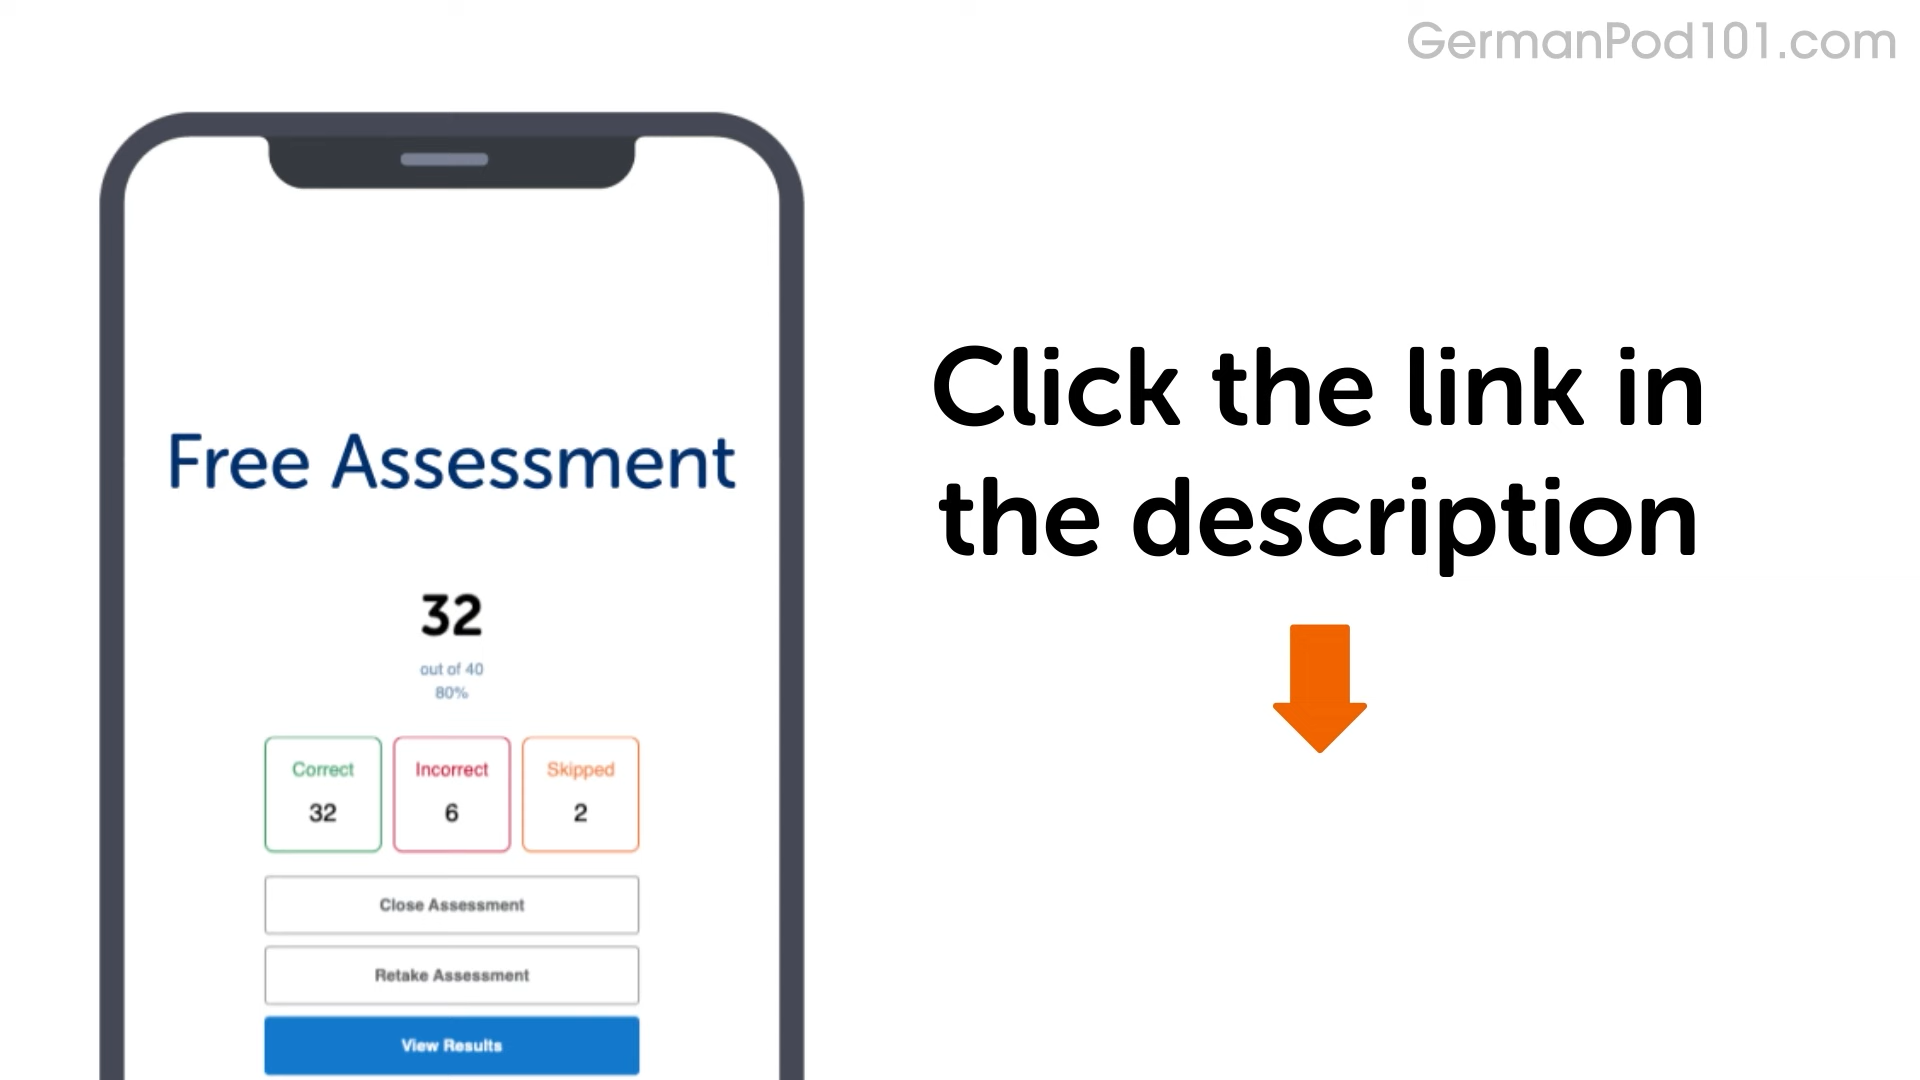 GermanPod101.com
Free Assessment
32
out of 40
80%
Correct
32
Incorrect
6
Skipped
2
Close Assessment
Retake Assessment
View Results
Click the link in
the description